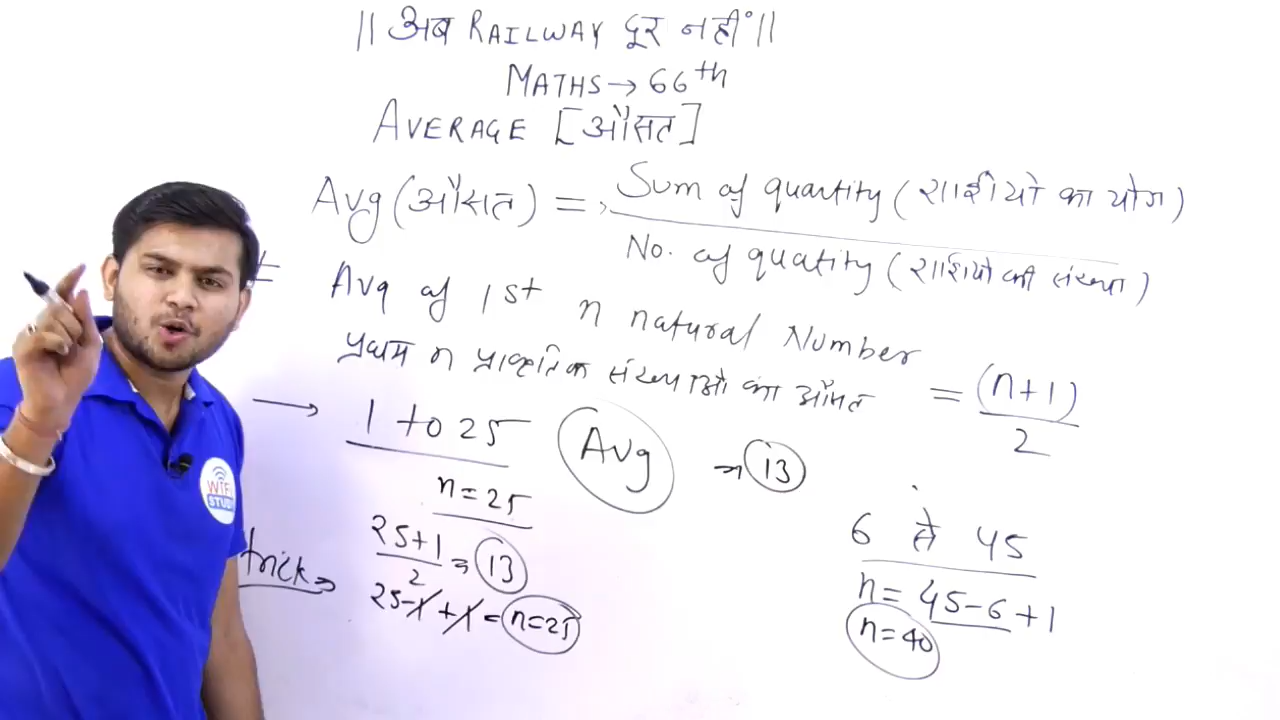 || अब RAILWAY दूर नहीं ||
MATHS → 66th
AVERAGE [औसत]
Avg (औसत) = Sum of quantity (राशीयो का योग)
No. of quatity (राशीयो की संख्या)
Avg of 1st n natural Number
प्रथम n प्राकृतिक संख्याओ का औसत = (n+1)
2
→ 1 to 25 Avg ⇒ 13
n = 25
25+1 = 13
2
trick ⇒ 25-1+1 = n=25
6 से 45
n = 45-6+1
n=40
WiFi
STUDY